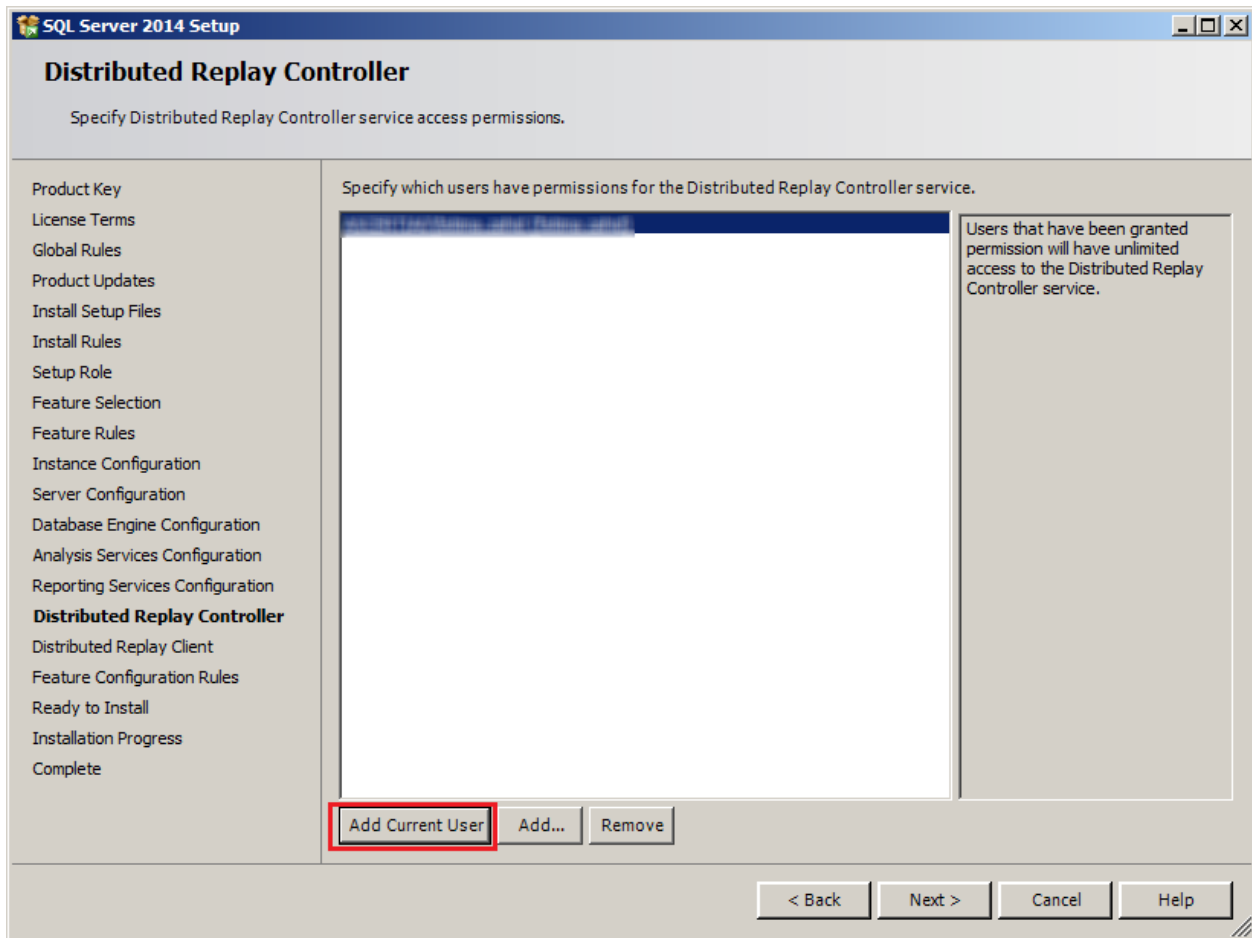 SQL Server 2014 Setup
Distributed Replay Controller
Specify Distributed Replay Controller service access permissions.
Product Key
License Terms
Global Rules
Product Updates
Install Setup Files
Install Rules
Setup Role
Feature Selection
Feature Rules
Instance Configuration
Server Configuration
Database Engine Configuration
Analysis Services Configuration
Reporting Services Configuration
Distributed Replay Controller
Distributed Replay Client
Feature Configuration Rules
Ready to Install
Installation Progress
Complete
Specify which users have permissions for the Distributed Replay Controller service.
Users that have been granted
permission will have unlimited
access to the Distributed Replay
Controller service.
Add Current User Add... Remove
< Back Next > Cancel Help